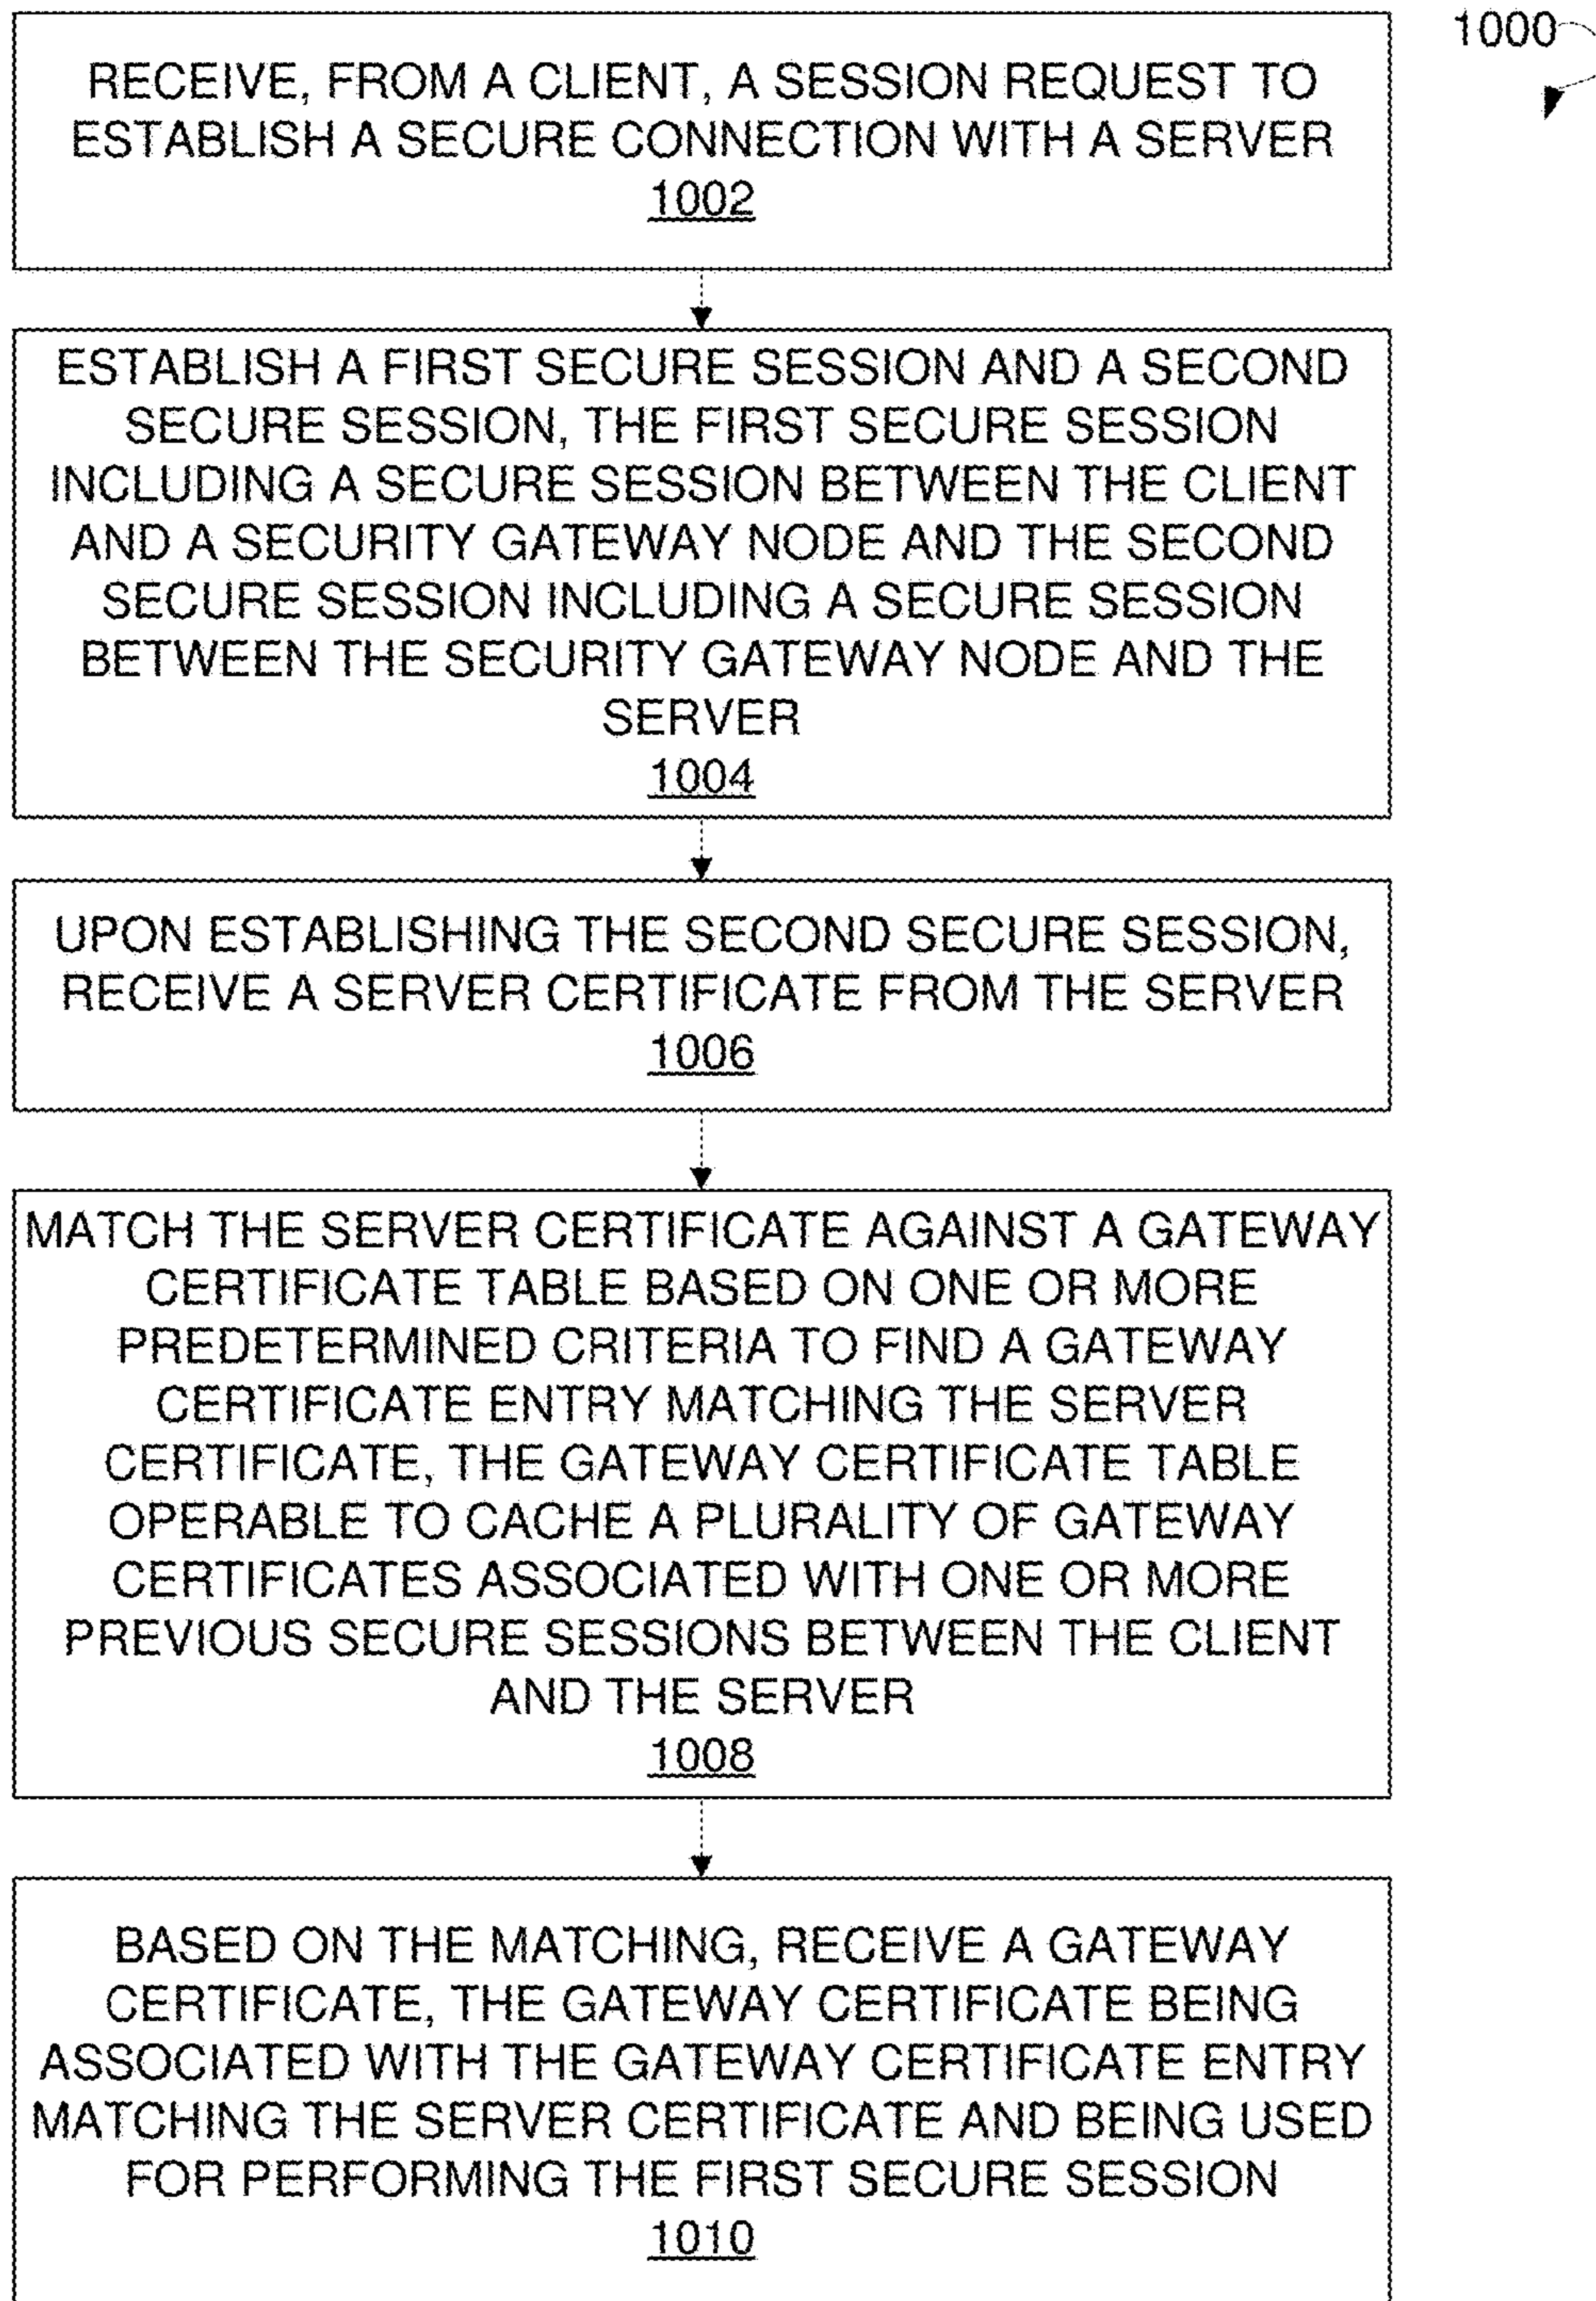 1000
RECEIVE, FROM A CLIENT, A SESSION REQUEST TO
ESTABLISH A SECURE CONNECTION WITH A SERVER
1002
ESTABLISH A FIRST SECURE SESSION AND A SECOND
SECURE SESSION, THE FIRST SECURE SESSION
INCLUDING A SECURE SESSION BETWEEN THE CLIENT
AND A SECURITY GATEWAY NODE AND THE SECOND
SECURE SESSION INCLUDING A SECURE SESSION
BETWEEN THE SECURITY GATEWAY NODE AND THE
SERVER
1004
UPON ESTABLISHING THE SECOND SECURE SESSION,
RECEIVE A SERVER CERTIFICATE FROM THE SERVER
1006
MATCH THE SERVER CERTIFICATE AGAINST A GATEWAY
CERTIFICATE TABLE BASED ON ONE OR MORE
PREDETERMINED CRITERIA TO FIND A GATEWAY
CERTIFICATE ENTRY MATCHING THE SERVER
CERTIFICATE, THE GATEWAY CERTIFICATE TABLE
OPERABLE TO CACHE A PLURALITY OF GATEWAY
CERTIFICATES ASSOCIATED WITH ONE OR MORE
PREVIOUS SECURE SESSIONS BETWEEN THE CLIENT
AND THE SERVER
1008
BASED ON THE MATCHING, RECEIVE A GATEWAY
CERTIFICATE, THE GATEWAY CERTIFICATE BEING
ASSOCIATED WITH THE GATEWAY CERTIFICATE ENTRY
MATCHING THE SERVER CERTIFICATE AND BEING USED
FOR PERFORMING THE FIRST SECURE SESSION
1010